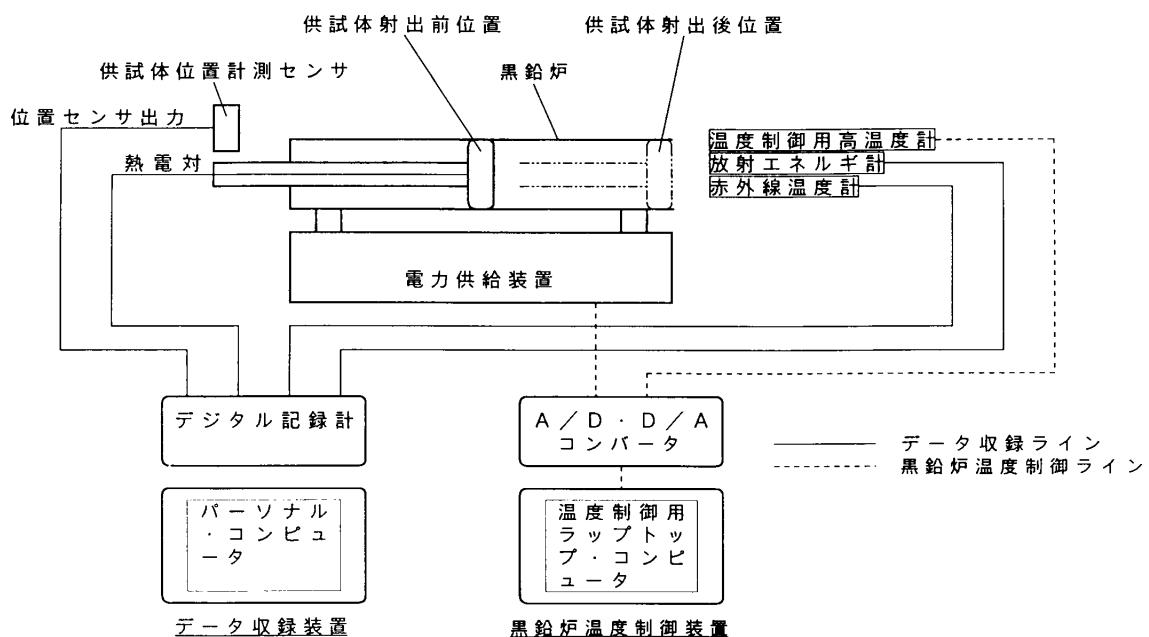 供試体射出前位置
供試体射出後位置
供試体位置計測センサ
黒鉛炉
位置センサ出力
温度制御用高温度計
熱電対
放射エネルギ計
赤外線温度計
電力供給装置
デジタル記録計
A/D・D/A
コンバータ
データ収録ライン
黒鉛炉温度制御ライン
パーソナル
・コンピュ
ータ
温度制御用
ラップトッ
プ・コンピ
ュータ
データ収録装置
黒鉛炉温度制御装置